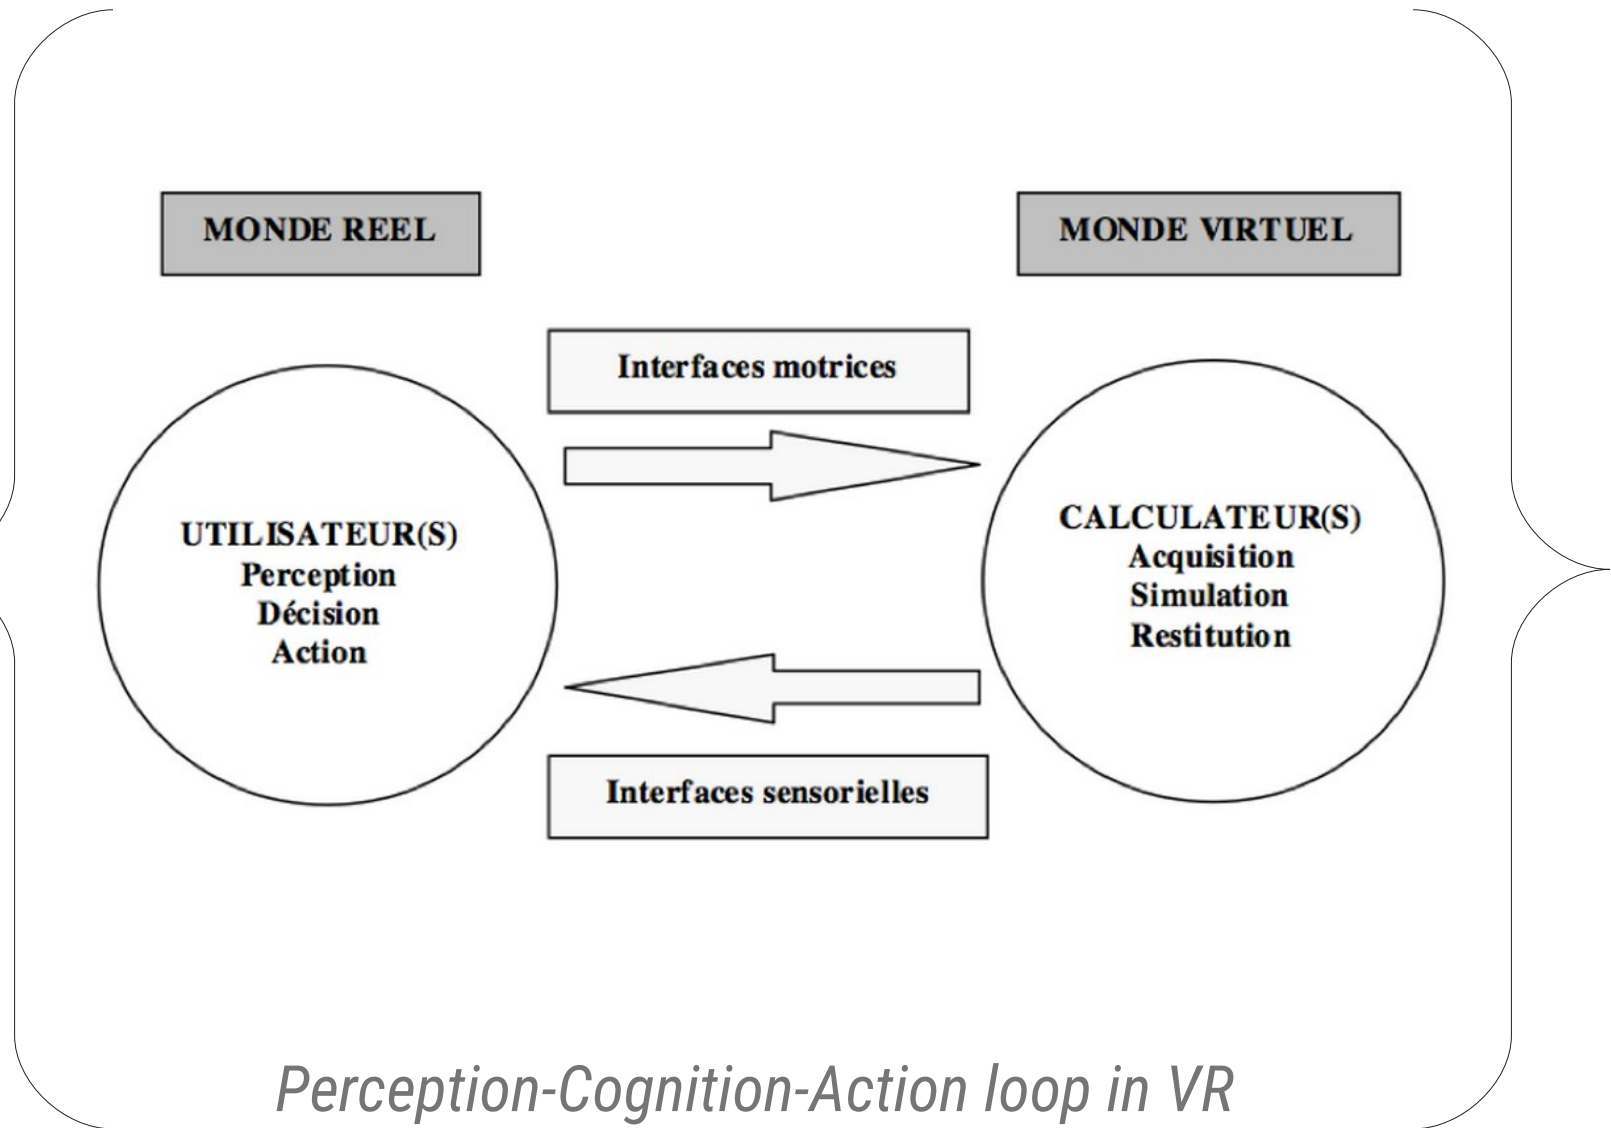 MONDE REEL
MONDE VIRTUEL
Interfaces motrices
UTILISATEUR(S)
Perception
Décision
Action
CALCULATEUR(S)
Acquisition
Simulation
Restitution
Interfaces sensorielles
Perception-Cognition-Action loop in VR